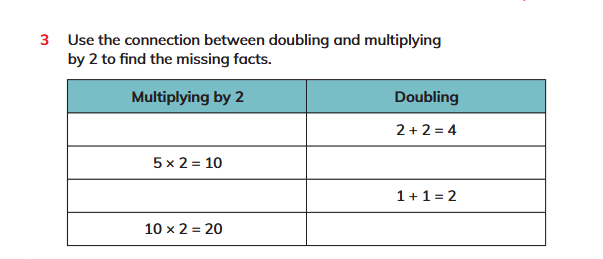 3 Use the connection between doubling and multiplying
by 2 to find the missing facts.
Multiplying by 2 Doubling
2 + 2 = 4
5 × 2 = 10
1 + 1 = 2
10 × 2 = 20